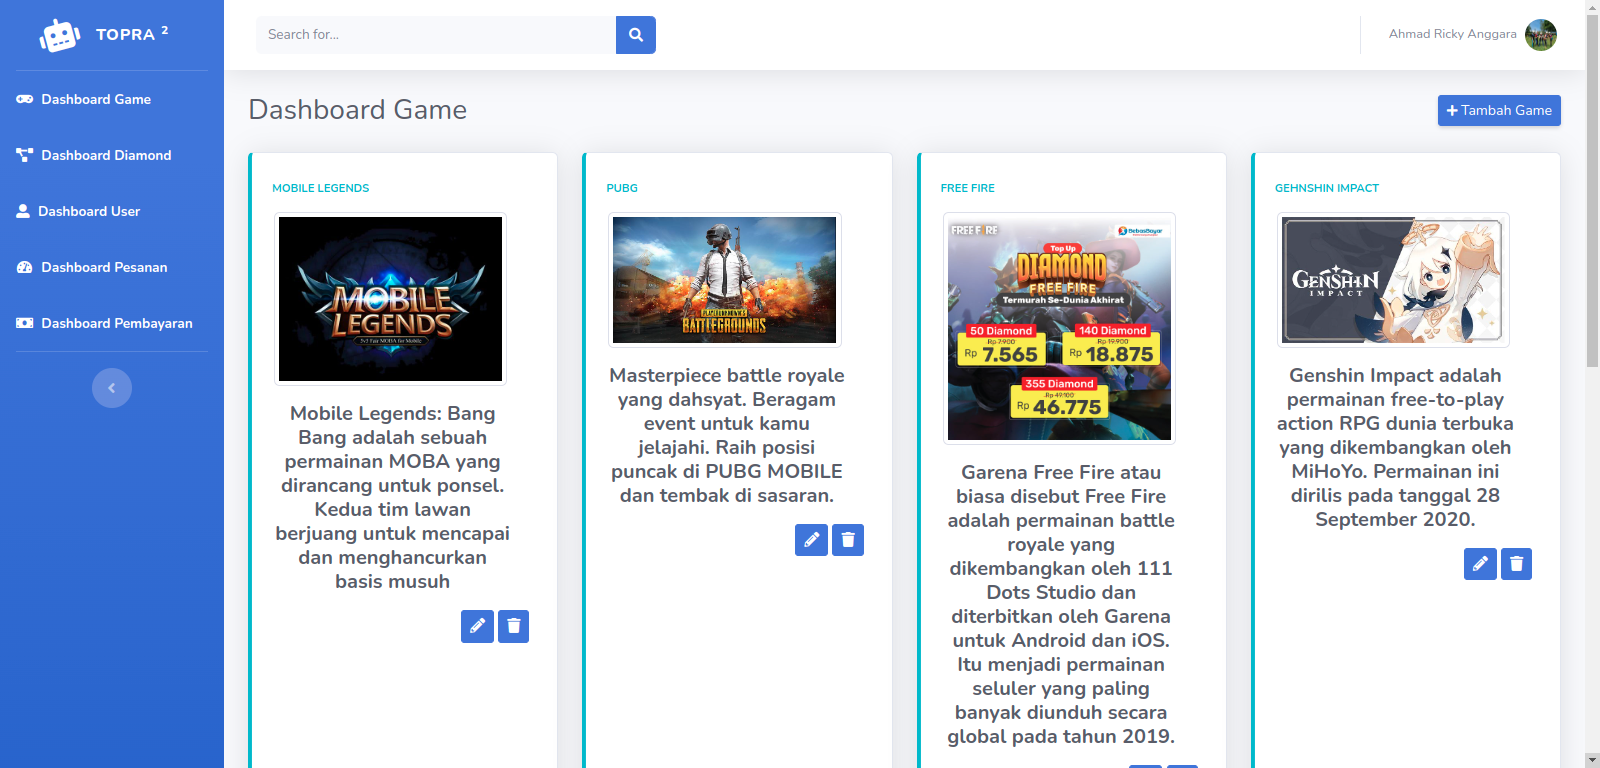 TOPRA 2
Search for...
Ahmad Ricky Anggara
Dashboard Game
Dashboard Diamond
Dashboard User
Dashboard Pesanan
Dashboard Pembayaran
Dashboard Game
Tambah Game
MOBILE LEGENDS
MOBILE
LEGENDS
5v5 Fair MOBA for Mobile
Mobile Legends: Bang
Bang adalah sebuah
permainan MOBA yang
dirancang untuk ponsel.
Kedua tim lawan
berjuang untuk mencapai
dan menghancurkan
basis musuh
PUBG
PLAYERUNKNOWN'S
BATTLEGROUNDS
Masterpiece battle royale
yang dahsyat. Beragam
event untuk kamu
jelajahi. Raih posisi
puncak di PUBG MOBILE
dan tembak di sasaran.
FREE FIRE
FREE FIRE
BebasBayar
Top Up
DIAMOND
FREE FIRE
Termurah Se-Dunia Akhirat
50 Diamond
Rp 7.900
Rp 7.565
140 Diamond
Rp 19.900
Rp 18.875
355 Diamond
Rp 49.100
Rp 46.775
Garena Free Fire atau
biasa disebut Free Fire
adalah permainan battle
royale yang
dikembangkan oleh 111
Dots Studio dan
diterbitkan oleh Garena
untuk Android dan iOS.
Itu menjadi permainan
seluler yang paling
banyak diunduh secara
global pada tahun 2019.
GEHNSHIN IMPACT
GENSHIN
IMPACT
Genshin Impact adalah
permainan free-to-play
action RPG dunia terbuka
yang dikembangkan oleh
MiHoYo. Permainan ini
dirilis pada tanggal 28
September 2020.